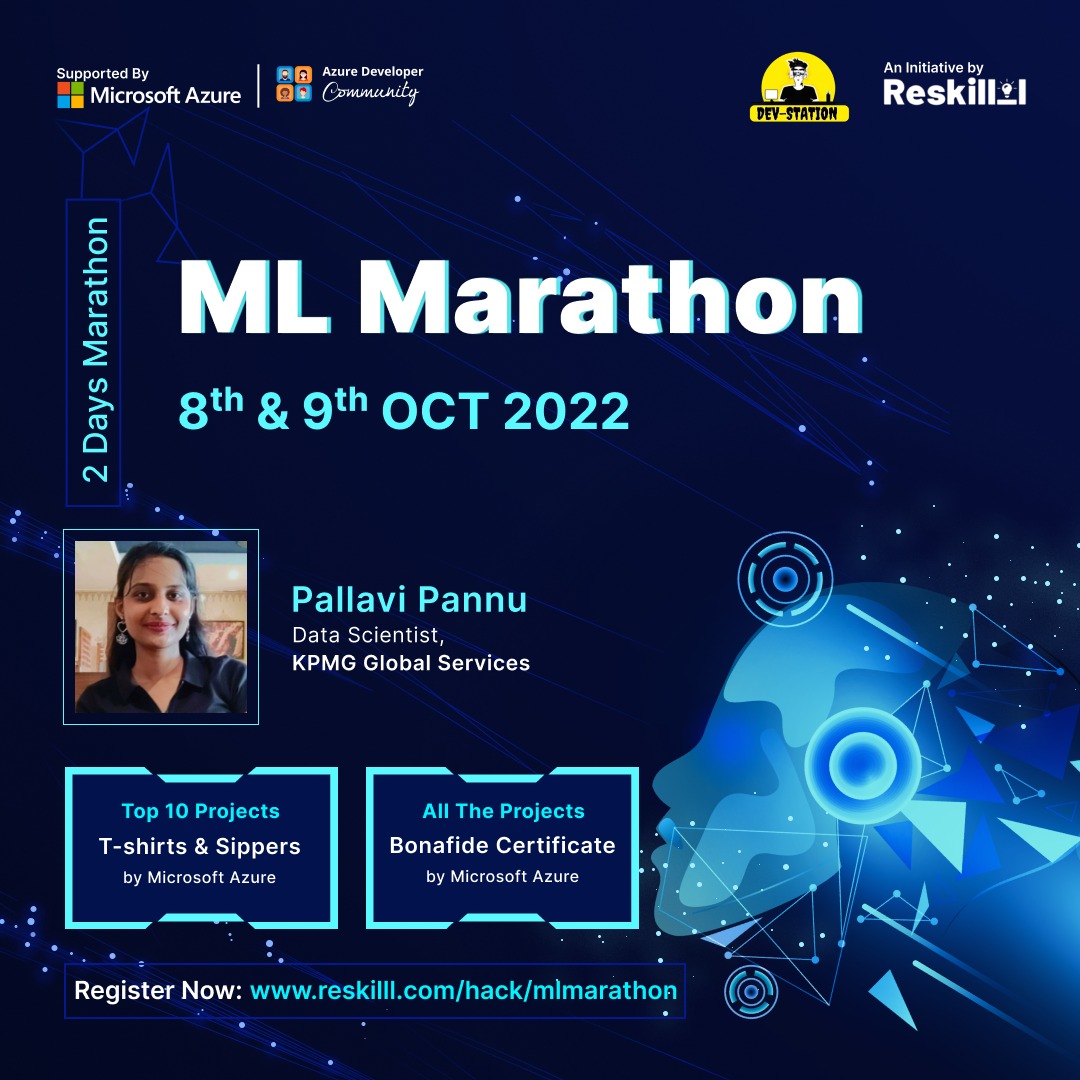 Supported By
Microsoft Azure
Azure Developer
Community
DEV-STATION
An Initiative by
Reskilll
2 Days Marathon
ML Marathon
8th & 9th OCT 2022
Pallavi Pannu
Data Scientist,
KPMG Global Services
Top 10 Projects
T-shirts & Sippers
by Microsoft Azure
All The Projects
Bonafide Certificate
by Microsoft Azure
Register Now: www.reskilll.com/hack/mlmarathon